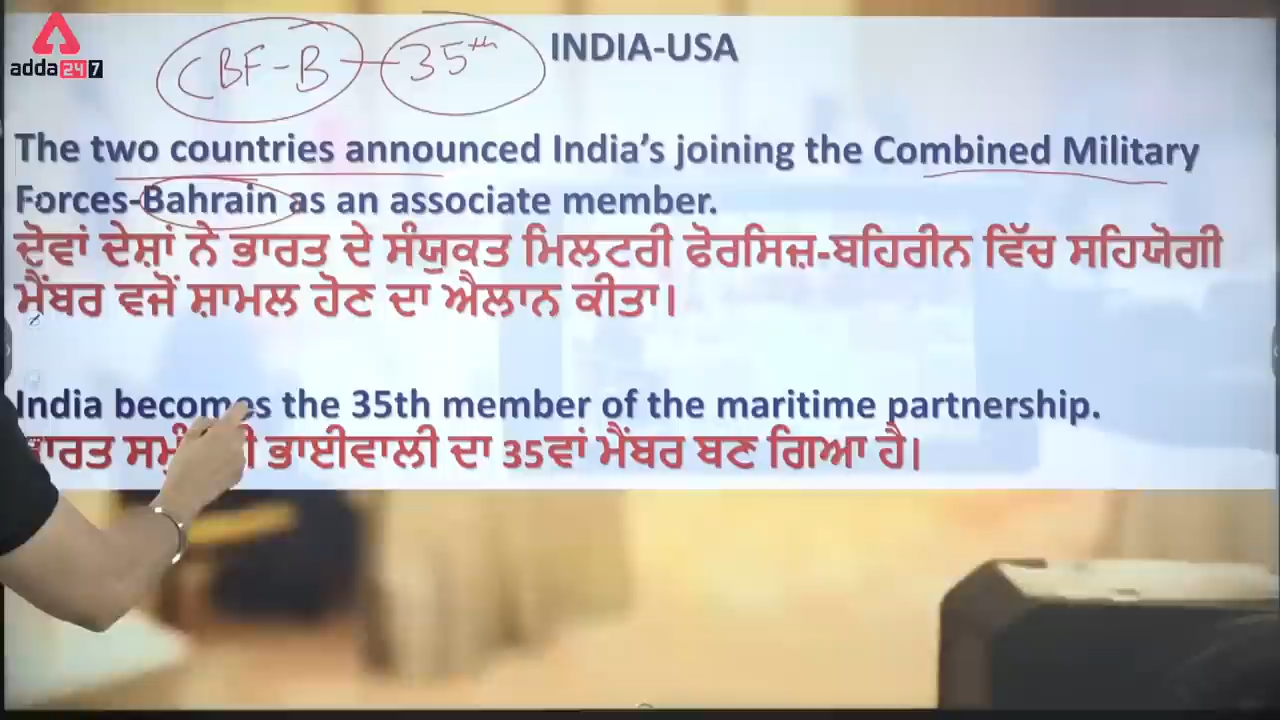 adda 247
CBF-B - 35th
INDIA-USA
The two countries announced India's joining the Combined Military
Forces-Bahrain as an associate member.
ਦੋਵਾਂ ਦੇਸ਼ਾਂ ਨੇ ਭਾਰਤ ਦੇ ਸੰਯੁਕਤ ਮਿਲਟਰੀ ਫੋਰਸਿਜ਼-ਬਹਿਰੀਨ ਵਿੱਚ ਸਹਿਯੋਗੀ
ਮੈਂਬਰ ਵਜੋਂ ਸ਼ਾਮਲ ਹੋਣ ਦਾ ਐਲਾਨ ਕੀਤਾ।
India becomes the 35th member of the maritime partnership.
ਭਾਈਵਾਲੀ ਦਾ 35ਵਾਂ ਮੈਂਬਰ ਬਣ ਗਿਆ ਹੈ।